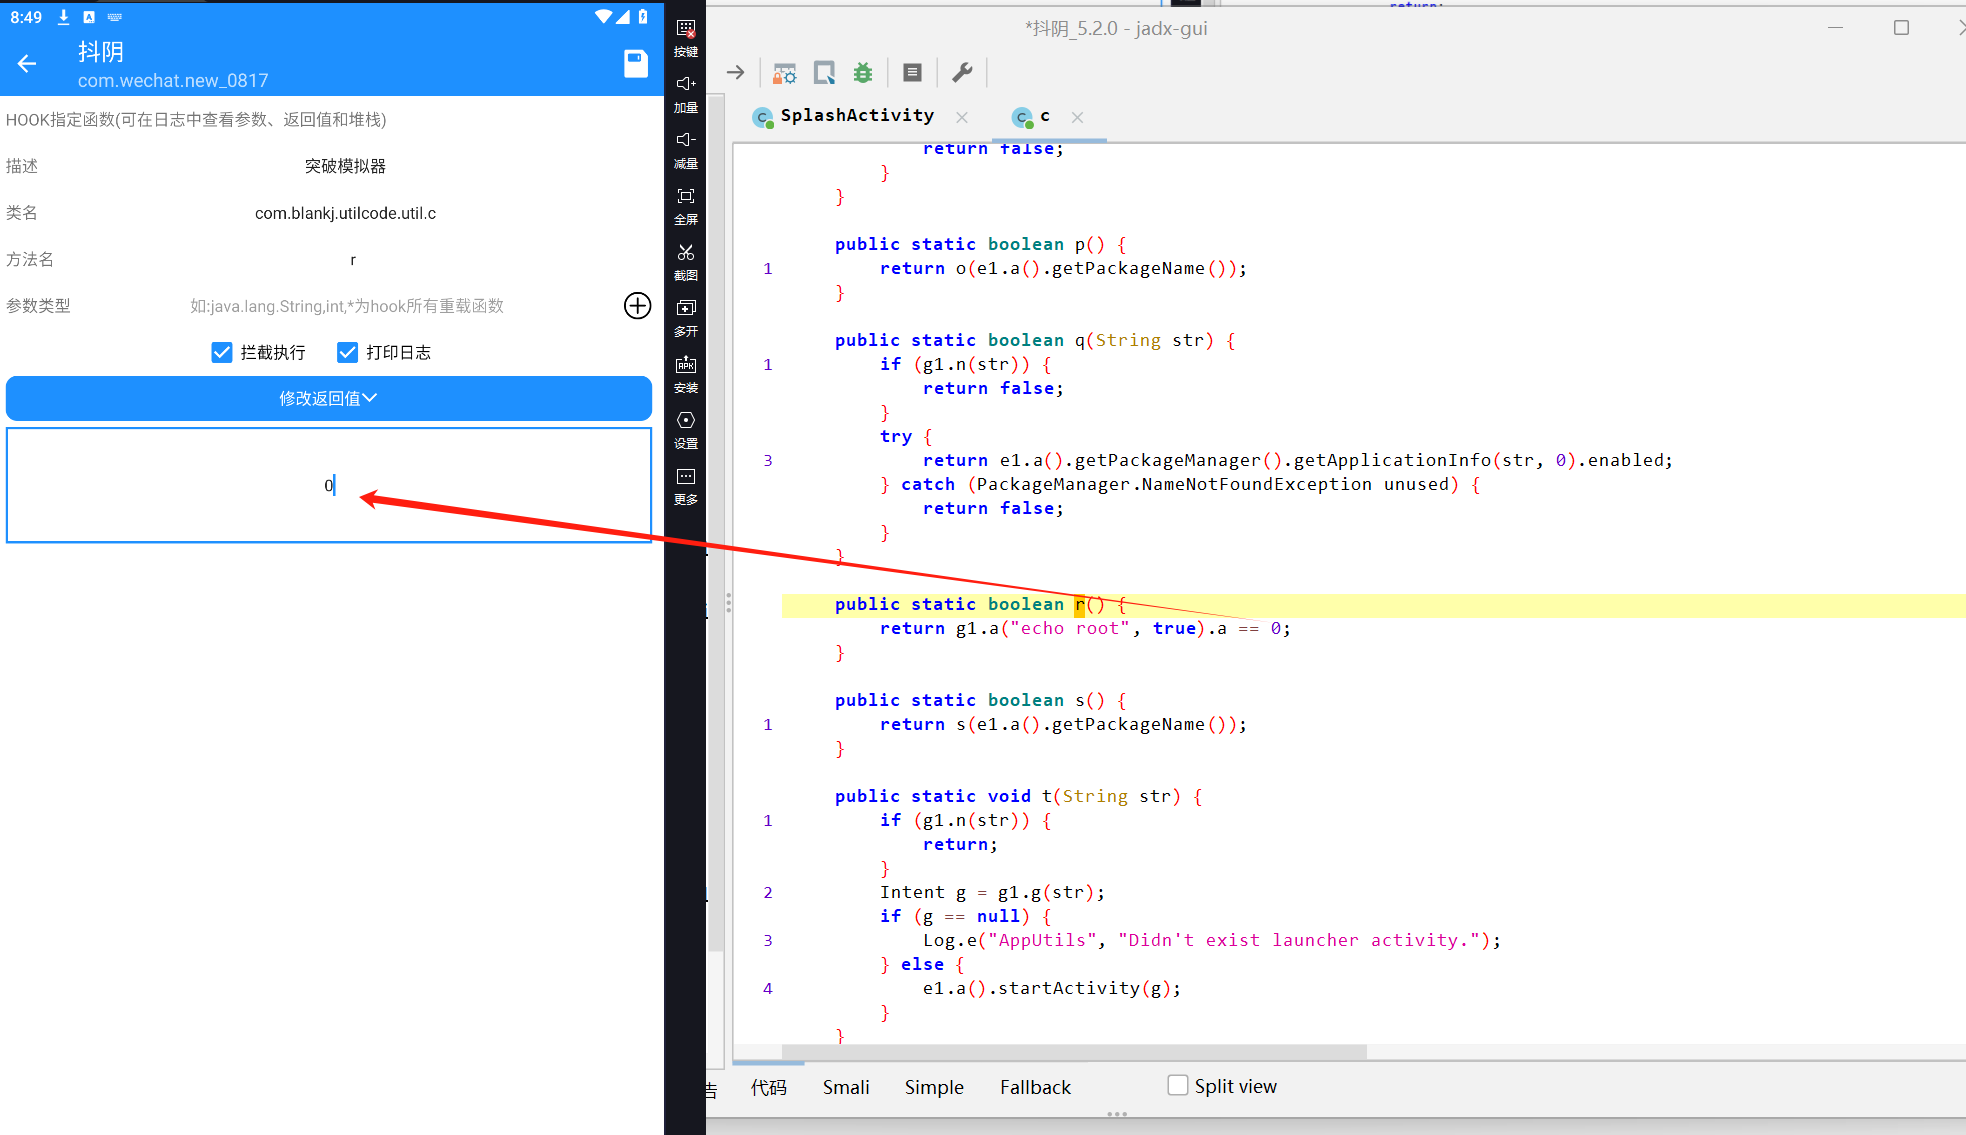 8:49
抖阴
com.wechat.new_0817
HOOK指定函数(可在日志中查看参数、返回值和堆栈)
描述 突破模拟器
类名 com.blankj.utilcode.util.c
方法名 r
参数类型 如:java.lang.String,int,*为hook所有重载函数
拦截执行 打印日志
修改返回值
0
按键
加量
减量
全屏
截图
多开
APK
安装
设置
更多
*抖阴_5.2.0 - jadx-gui
SplashActivity
c
return false;
}
}
public static boolean p() {
1 return o(e1.a().getPackageName());
}
public static boolean q(String str) {
1 if (g1.n(str)) {
return false;
}
try {
3 return e1.a().getPackageManager().getApplicationInfo(str, 0).enabled;
} catch (PackageManager.NameNotFoundException unused) {
return false;
}
}
public static boolean r() {
return g1.a("echo root", true).a == 0;
}
public static boolean s() {
1 return s(e1.a().getPackageName());
}
public static void t(String str) {
1 if (g1.n(str)) {
return;
}
2 Intent g = g1.g(str);
if (g == null) {
3 Log.e("AppUtils", "Didn't exist launcher activity.");
} else {
4 e1.a().startActivity(g);
}
}
告
代码 Smali Simple Fallback Split view